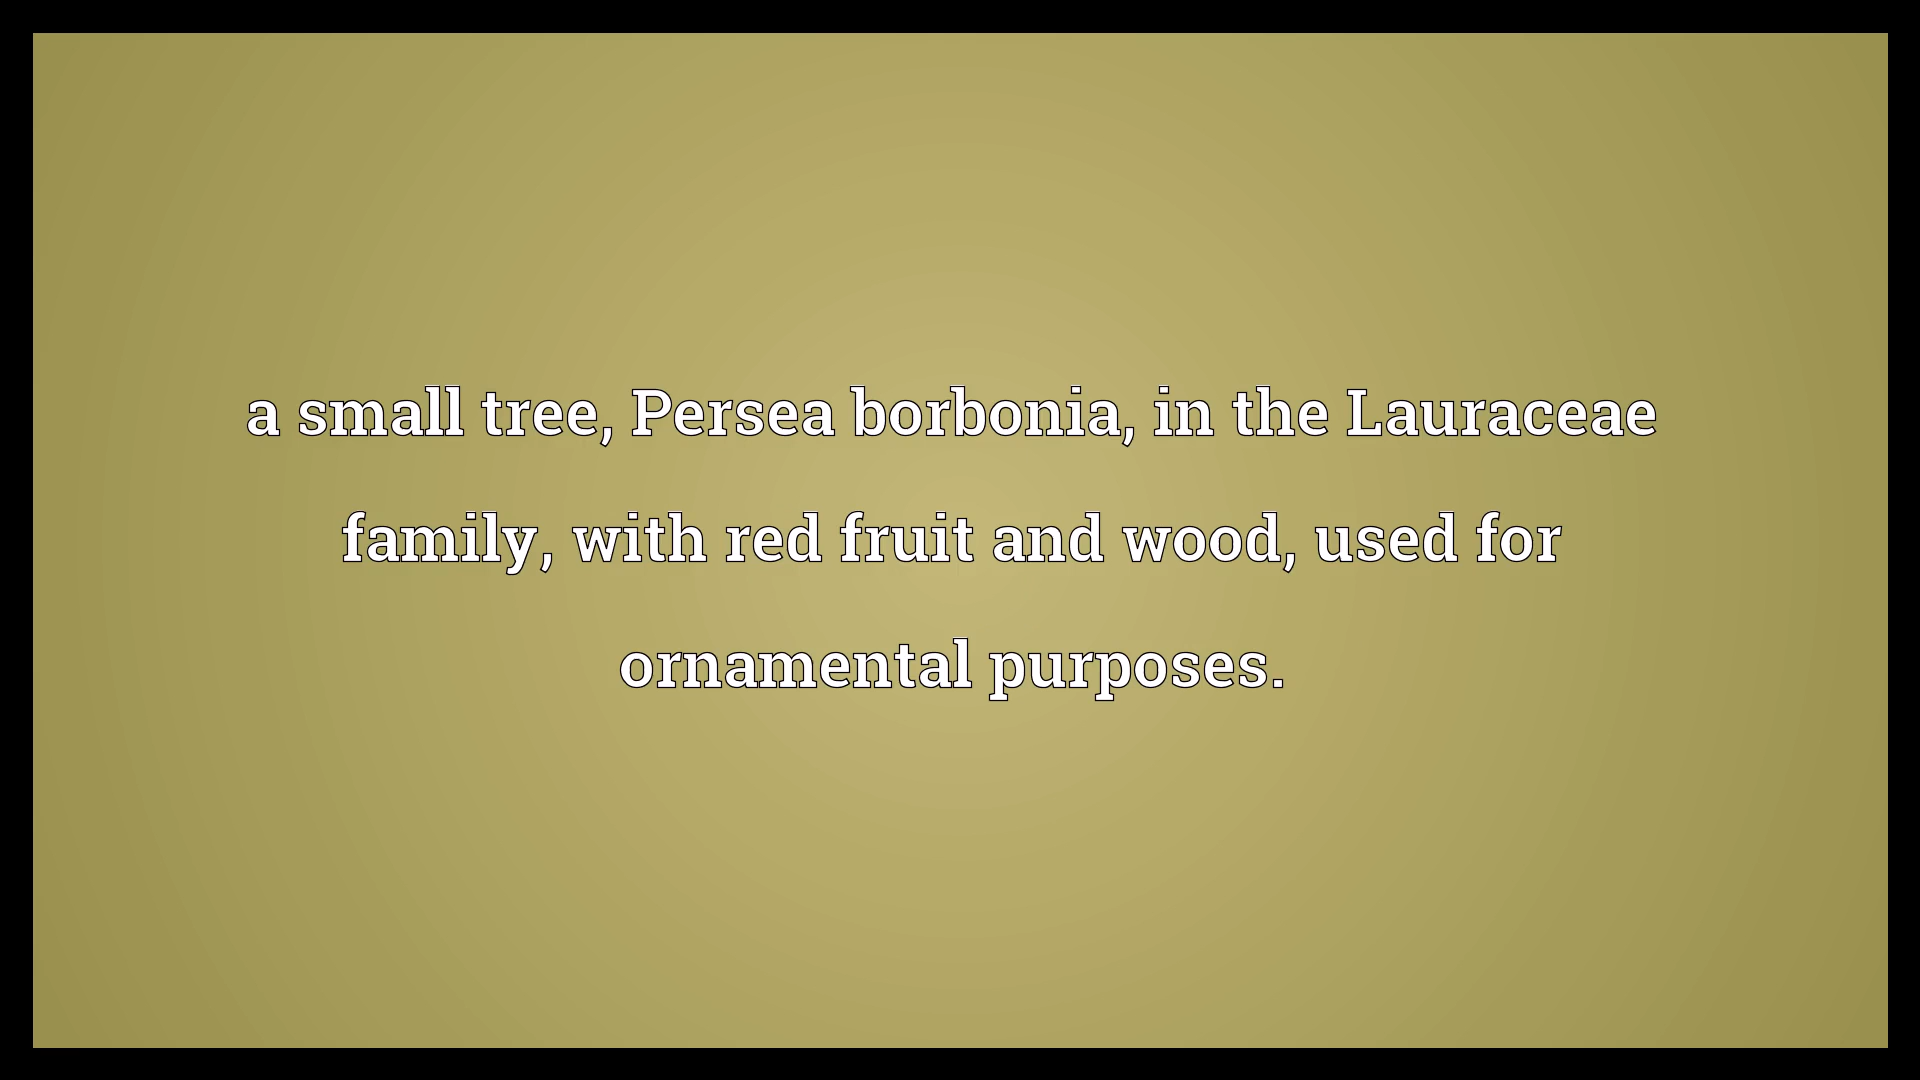 a small tree, Persea borbonia, in the Lauraceae
family, with red fruit and wood, used for
ornamental purposes.